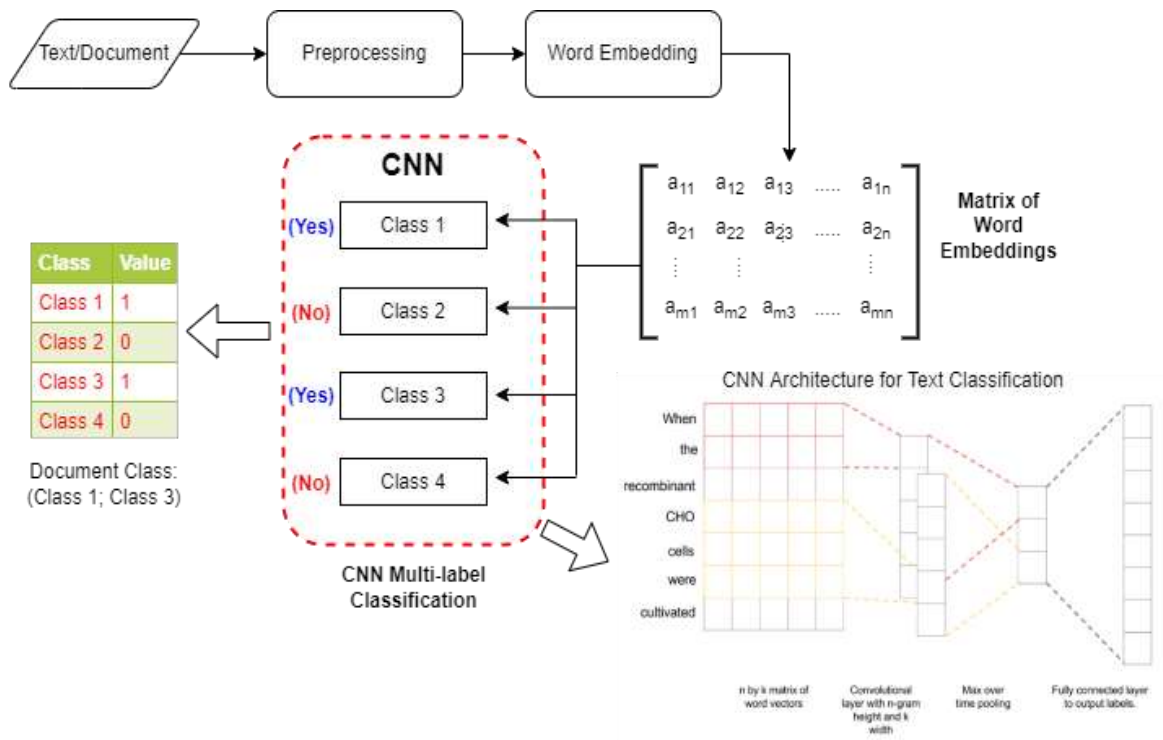 Text/Document
Preprocessing
Word Embedding
CNN
(Yes) Class 1
(No) Class 2
(Yes) Class 3
(No) Class 4
CNN Multi-label
Classification
a11 a12 a13 ..... a1n
a21 a22 a23 ..... a2n
am1 am2 am3 ..... amn
Matrix of
Word
Embeddings
Class Value
Class 1 1
Class 2 0
Class 3 1
Class 4 0
Document Class:
(Class 1; Class 3)
CNN Architecture for Text Classification
When
the
recombinant
CHO
cells
were
cultivated
n by k matrix of
word vectors
Convolutional
layer with n-gram
height and k
width
Max over
time pooling
Fully connected layer
to output labels.